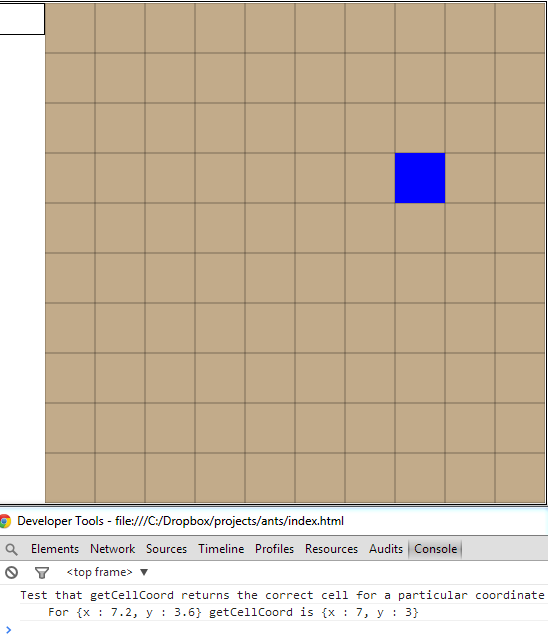 Developer Tools - file:///C:/Dropbox/projects/ants/index.html
Elements Network Sources Timeline Profiles Resources Audits Console
<top frame> ▼
Test that getCellCoord returns the correct cell for a particular coordinate
For {x : 7.2, y : 3.6} getCellCoord is {x : 7, y : 3}
>